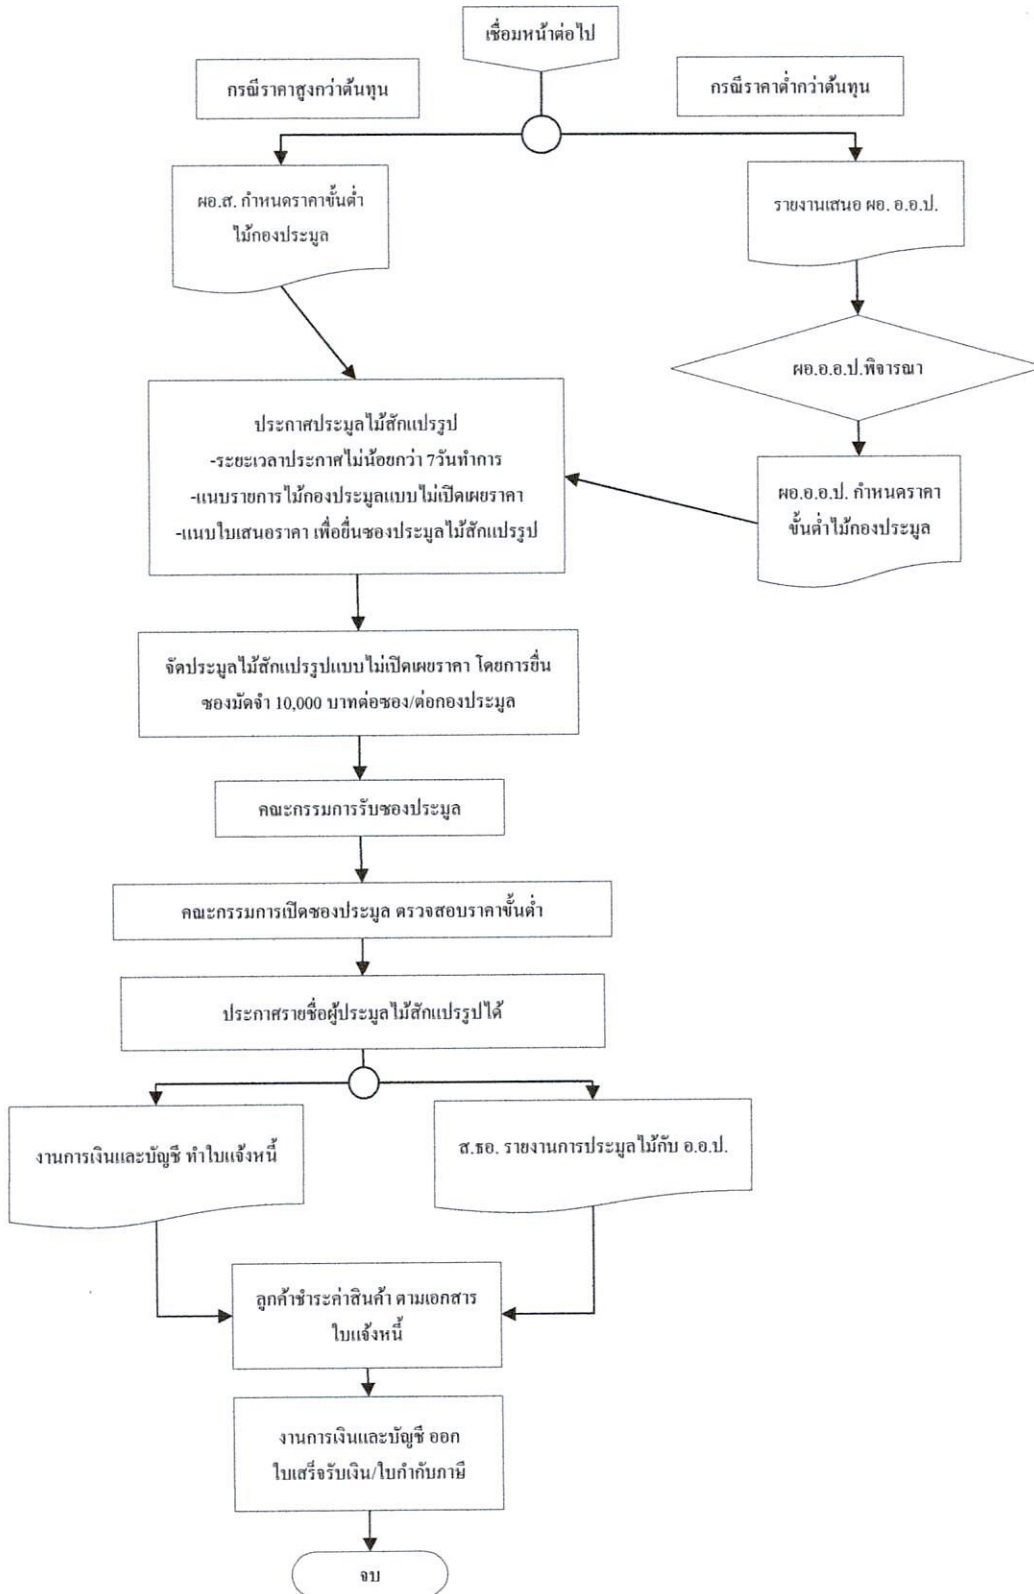 เชื่อมหน้าต่อไป
กรณีราคาสูงกว่าต้นทุน
กรณีราคาต่ำกว่าต้นทุน
ผอ.ส. กำหนดราคาขั้นต่ำ
ไม้กองประมูล
รายงานเสนอ ผอ. อ.อ.ป.
ผอ.อ.อ.ป.พิจารณา
ประกาศประมูลไม้สักแปรรูป
-ระยะเวลาประกาศไม่น้อยกว่า 7วันทำการ
-แนบรายการไม้กองประมูลแบบไม่เปิดเผยราคา
-แนบใบเสนอราคา เพื่อยื่นซองประมูลไม้สักแปรรูป
ผอ.อ.อ.ป. กำหนดราคา
ขั้นต่ำไม้กองประมูล
จัดประมูลไม้สักแปรรูปแบบไม่เปิดเผยราคา โดยการยื่น
ซองมัดจำ 10,000 บาทต่อซอง/ต่อกองประมูล
คณะกรรมการรับซองประมูล
คณะกรรมการเปิดซองประมูล ตรวจสอบราคาขั้นต่ำ
ประกาศรายชื่อผู้ประมูลไม้สักแปรรูปได้
งานการเงินและบัญชี ทำใบแจ้งหนี้
ส.ธอ. รายงานการประมูลไม้กับ อ.อ.ป.
ลูกค้าชำระค่าสินค้า ตามเอกสาร
ใบแจ้งหนี้
งานการเงินและบัญชี ออก
ใบเสร็จรับเงิน/ใบกำกับภาษี
จบ